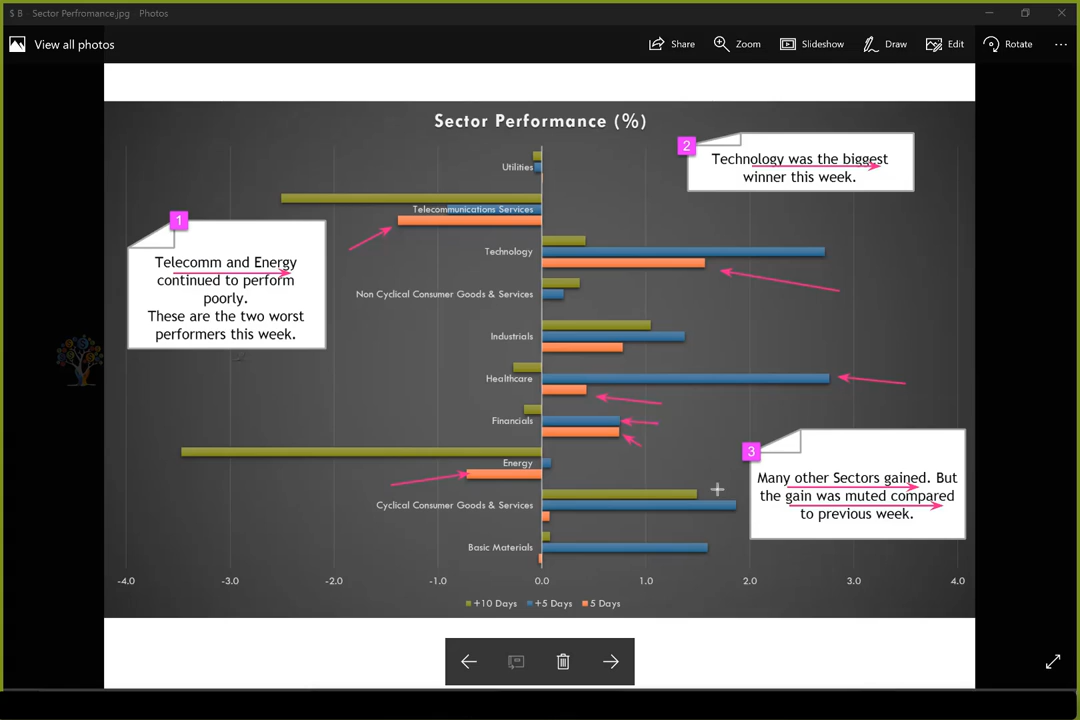 $ B Sector Perfromance.jpg Photos
View all photos
Share Zoom Slideshow Draw Edit Rotate ...
Sector Performance (%)
2
Technology was the biggest
winner this week.
1
Telecomm and Energy
continued to perform
poorly.
These are the two worst
performers this week.
Utilities
Telecommunications Services
Technology
Non Cyclical Consumer Goods & Services
Industrials
Healthcare
Financials
Energy
Cyclical Consumer Goods & Services
Basic Materials
3
Many other Sectors gained. But
the gain was muted compared
to previous week.
-4.0 -3.0 -2.0 -1.0 0.0 1.0 2.0 3.0 4.0
+10 Days +5 Days 5 Days